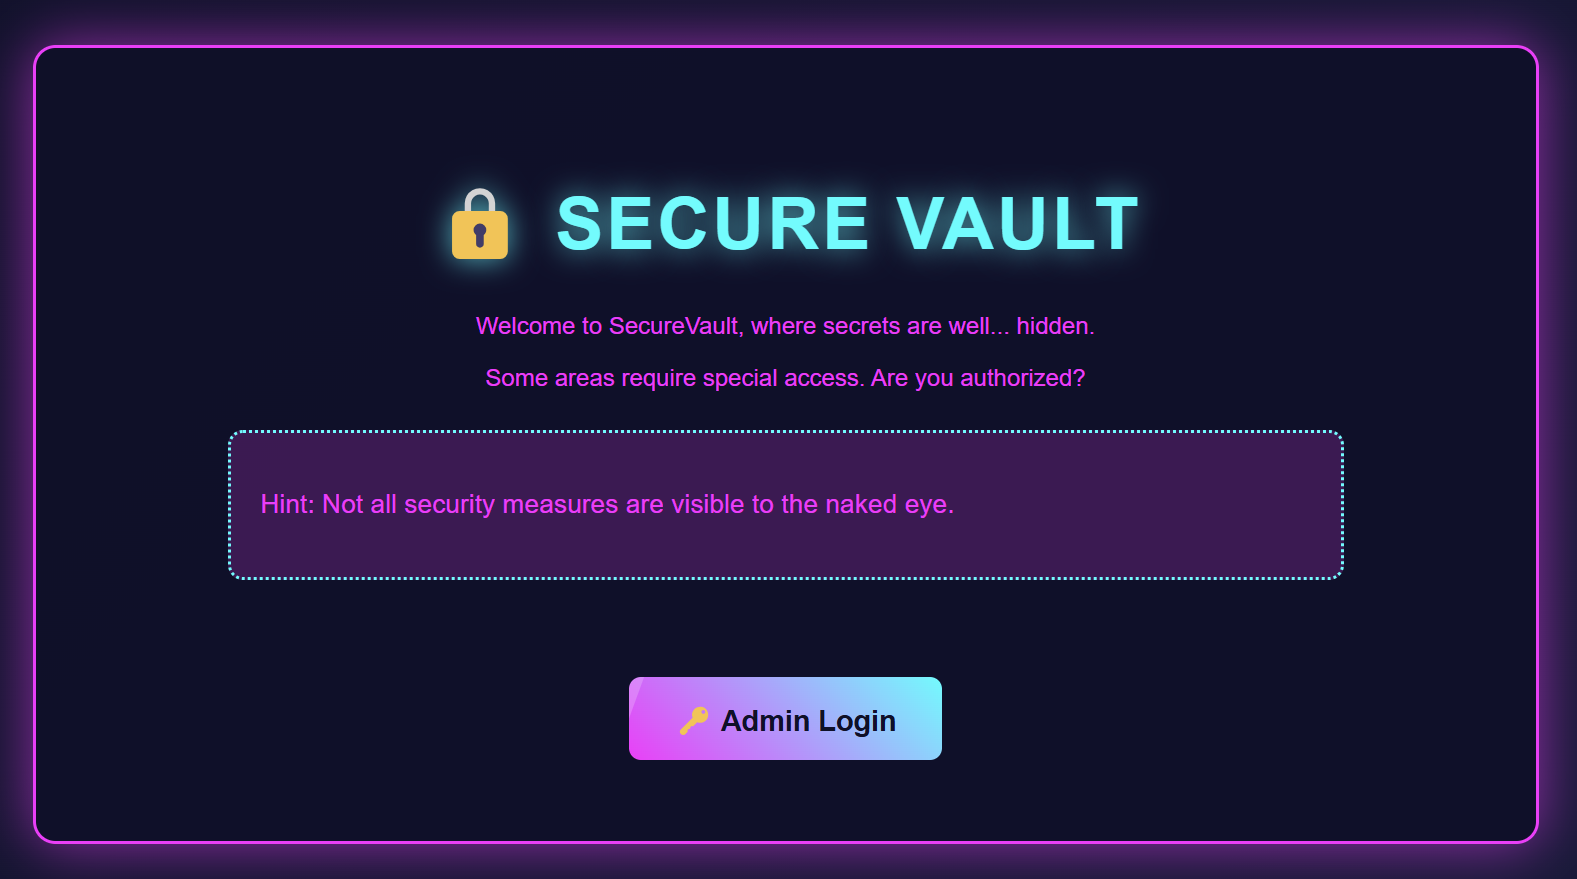 🔒 SECURE VAULT
Welcome to SecureVault, where secrets are well... hidden.
Some areas require special access. Are you authorized?
Hint: Not all security measures are visible to the naked eye.
🔑 Admin Login